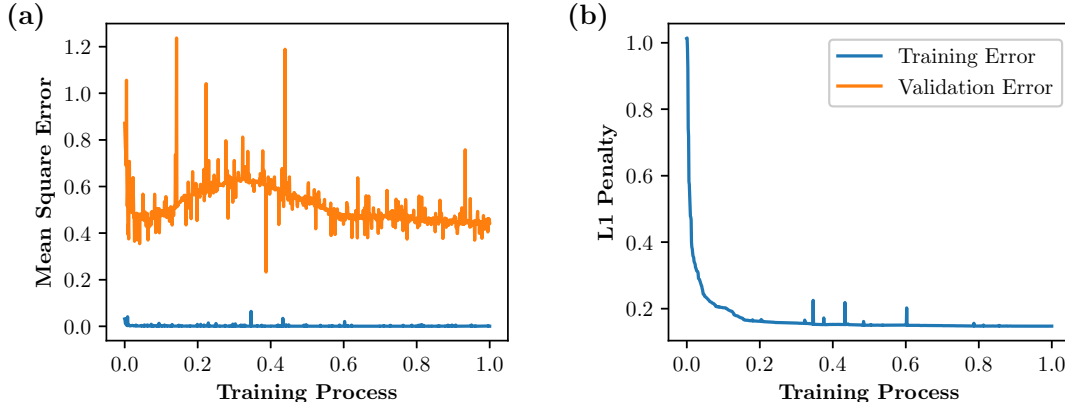 (a)
Mean Square Error
1.2
1.0
0.8
0.6
0.4
0.2
0.0
0.0 0.2 0.4 0.6 0.8 1.0
Training Process
(b)
L1 Penalty
1.0
0.8
0.6
0.4
0.2
Training Error
Validation Error
0.0 0.2 0.4 0.6 0.8 1.0
Training Process